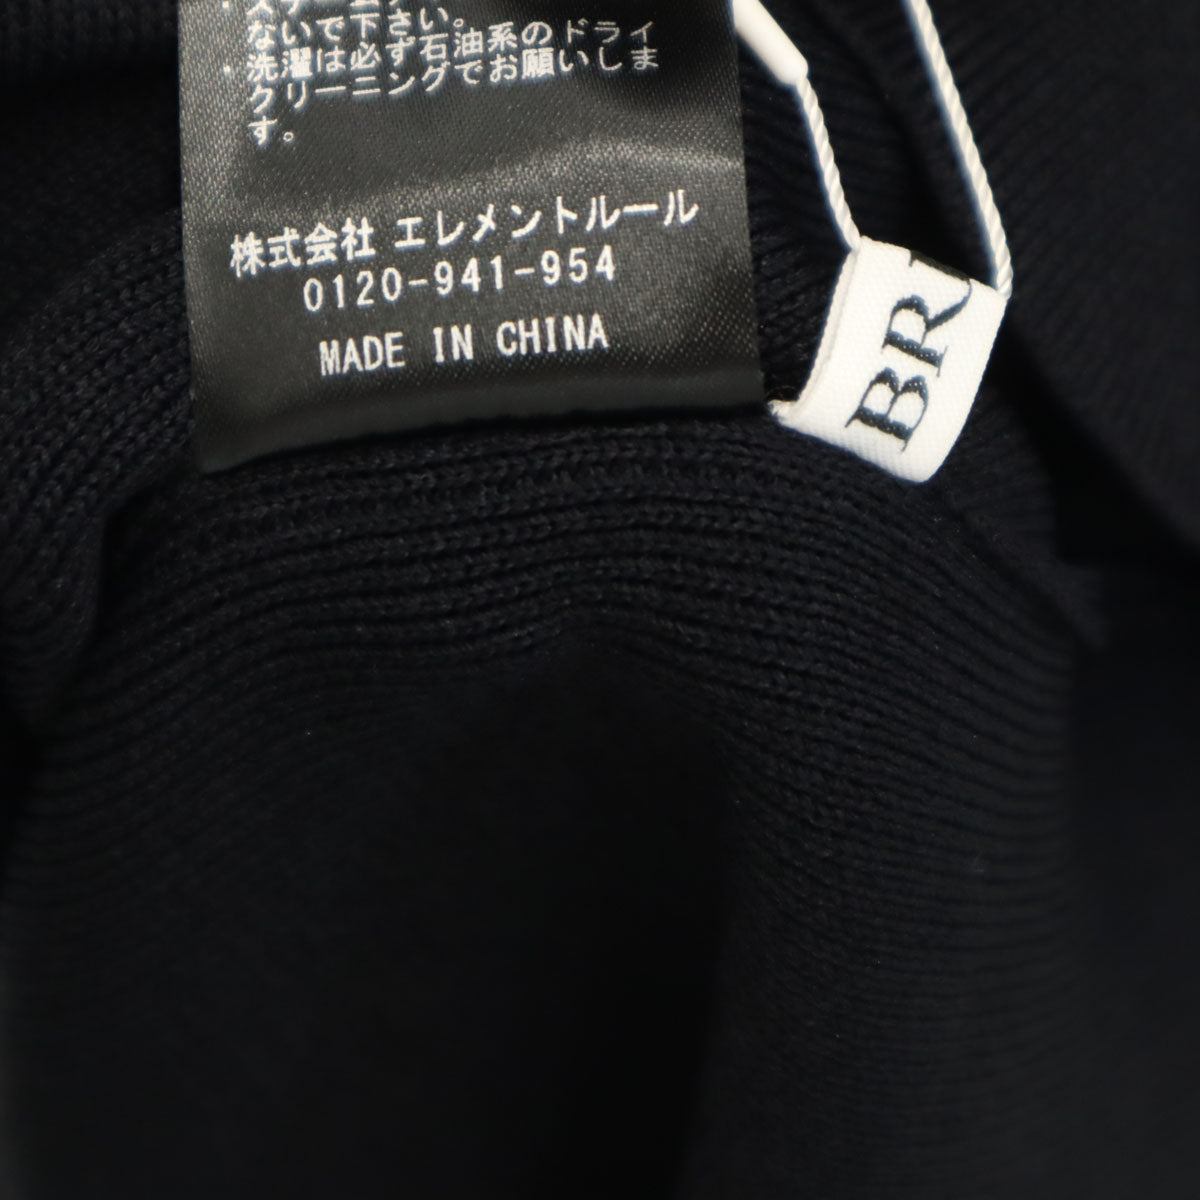 ないで下さい。
・洗濯は必ず石油系のドライ
クリーニングでお願いしま
す。
株式会社 エレメントルール
0120-941-954
MADE IN CHINA
BR